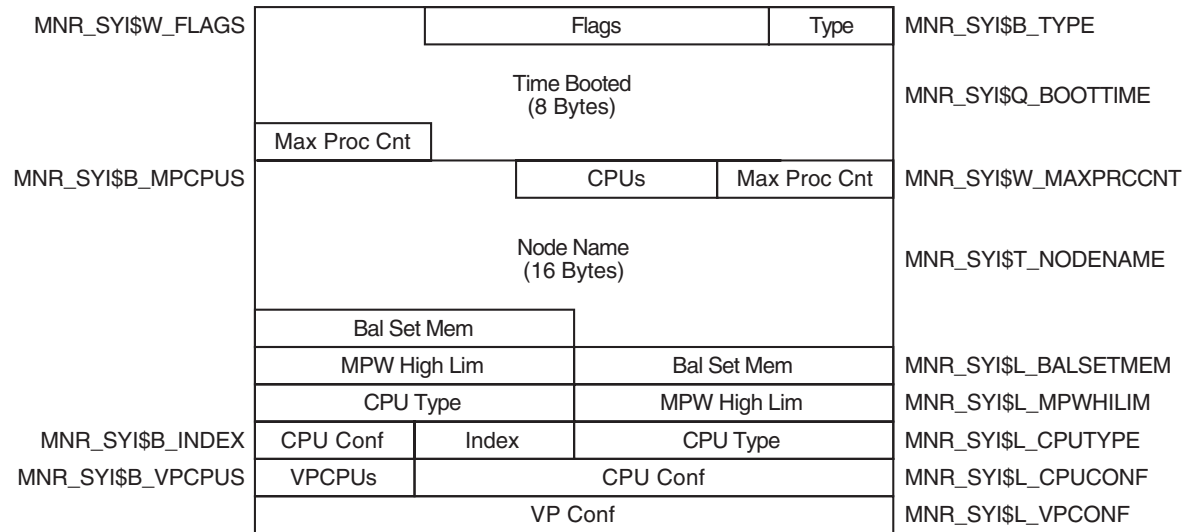 MNR_SYI$W_FLAGS Flags Type MNR_SYI$B_TYPE
Time Booted
(8 Bytes) MNR_SYI$Q_BOOTTIME
Max Proc Cnt
MNR_SYI$B_MPCPUS CPUs Max Proc Cnt MNR_SYI$W_MAXPRCCNT
Node Name
(16 Bytes) MNR_SYI$T_NODENAME
Bal Set Mem
MPW High Lim Bal Set Mem MNR_SYI$L_BALSETMEM
CPU Type MPW High Lim MNR_SYI$L_MPWHILIM
MNR_SYI$B_INDEX CPU Conf Index CPU Type MNR_SYI$L_CPUTYPE
MNR_SYI$B_VPCPUS VPCPUs CPU Conf MNR_SYI$L_CPUCONF
VP Conf MNR_SYI$L_VPCONF